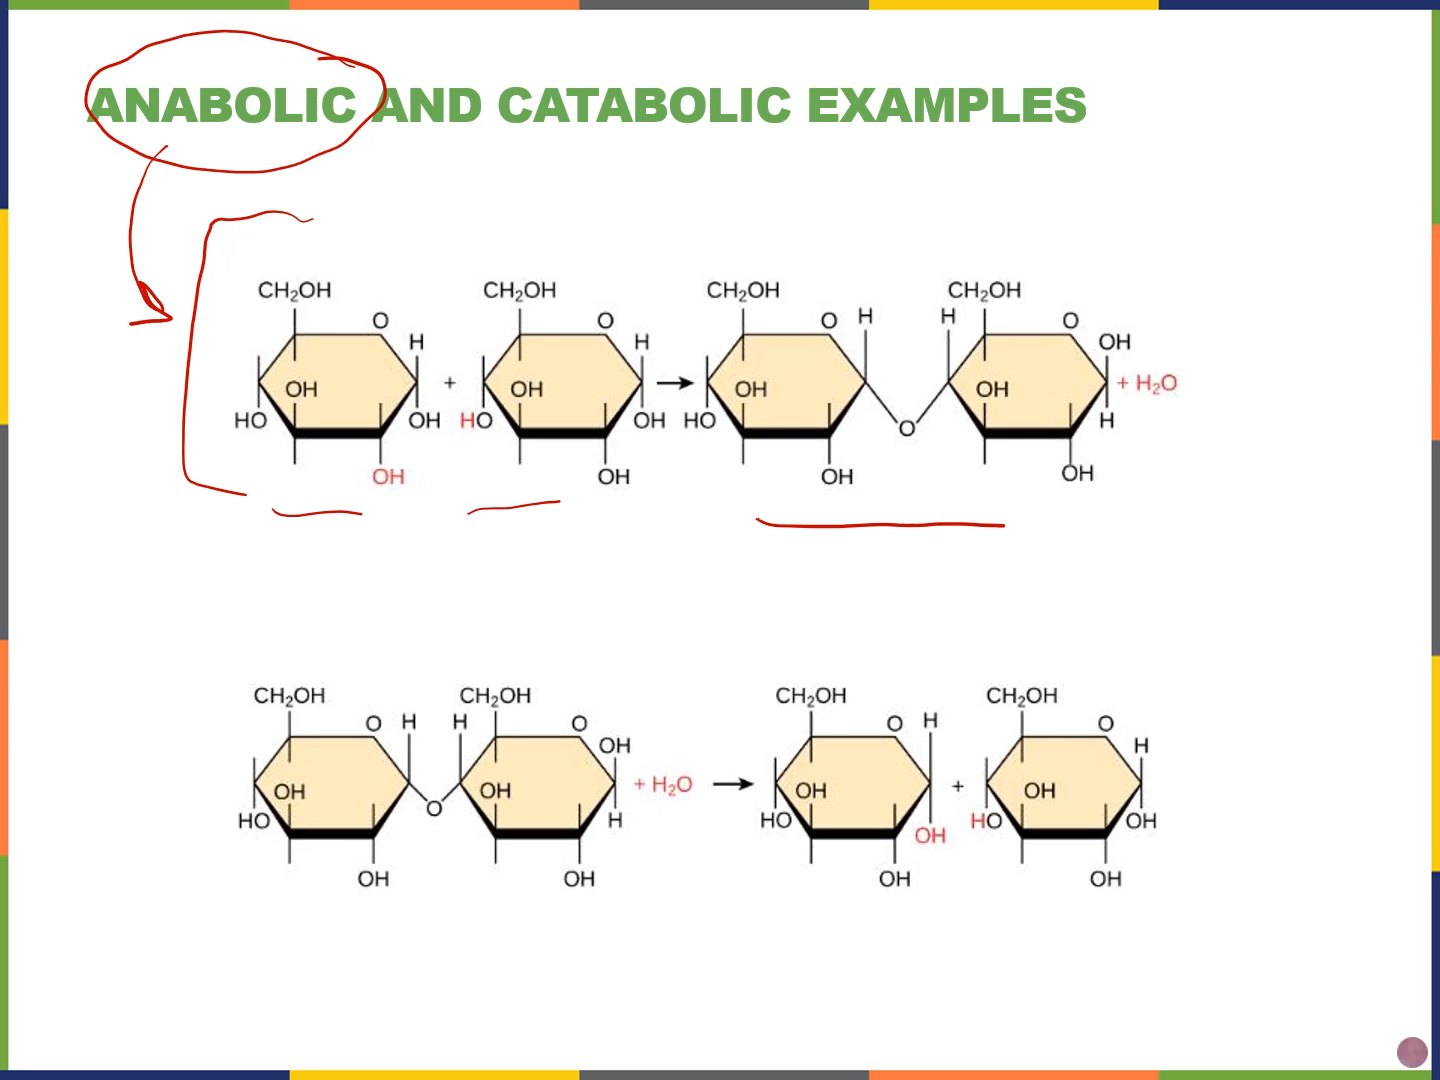 ANABOLIC AND CATABOLIC EXAMPLES
CH₂OH CH₂OH CH₂OH CH₂OH
O H O H O H H O OH
OH + OH → OH OH + H₂O
HO OH HO OH HO O H
OH OH OH OH
CH₂OH CH₂OH CH₂OH CH₂OH
O H H O OH O H O H
OH OH + H₂O → OH + OH
HO O H HO OH HO OH
OH OH OH OH